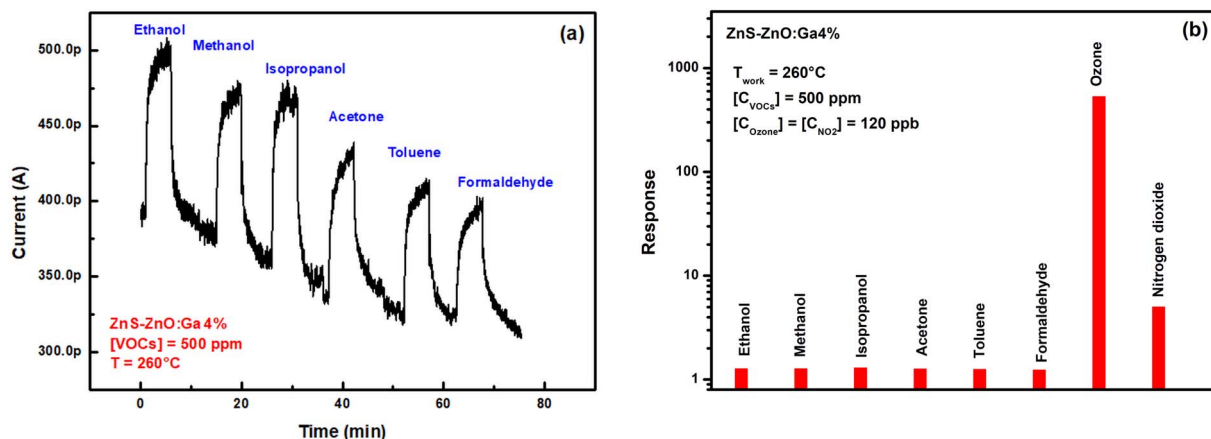 (a)
Ethanol
Methanol
Isopropanol
Acetone
Toluene
Formaldehyde
500.0p
450.0p
400.0p
350.0p
300.0p
Current (A)
ZnS-ZnO:Ga4%
[VOCs] = 500 ppm
T = 260°C
0
20
40
60
80
Time (min)
(b)
ZnS-ZnO:Ga4%
T_work = 260°C
[C_VOCs] = 500 ppm
[C_Ozone] = [C_NO2] = 120 ppb
1000
100
10
1
Response
Ethanol
Methanol
Isopropanol
Acetone
Toluene
Formaldehyde
Ozone
Nitrogen dioxide